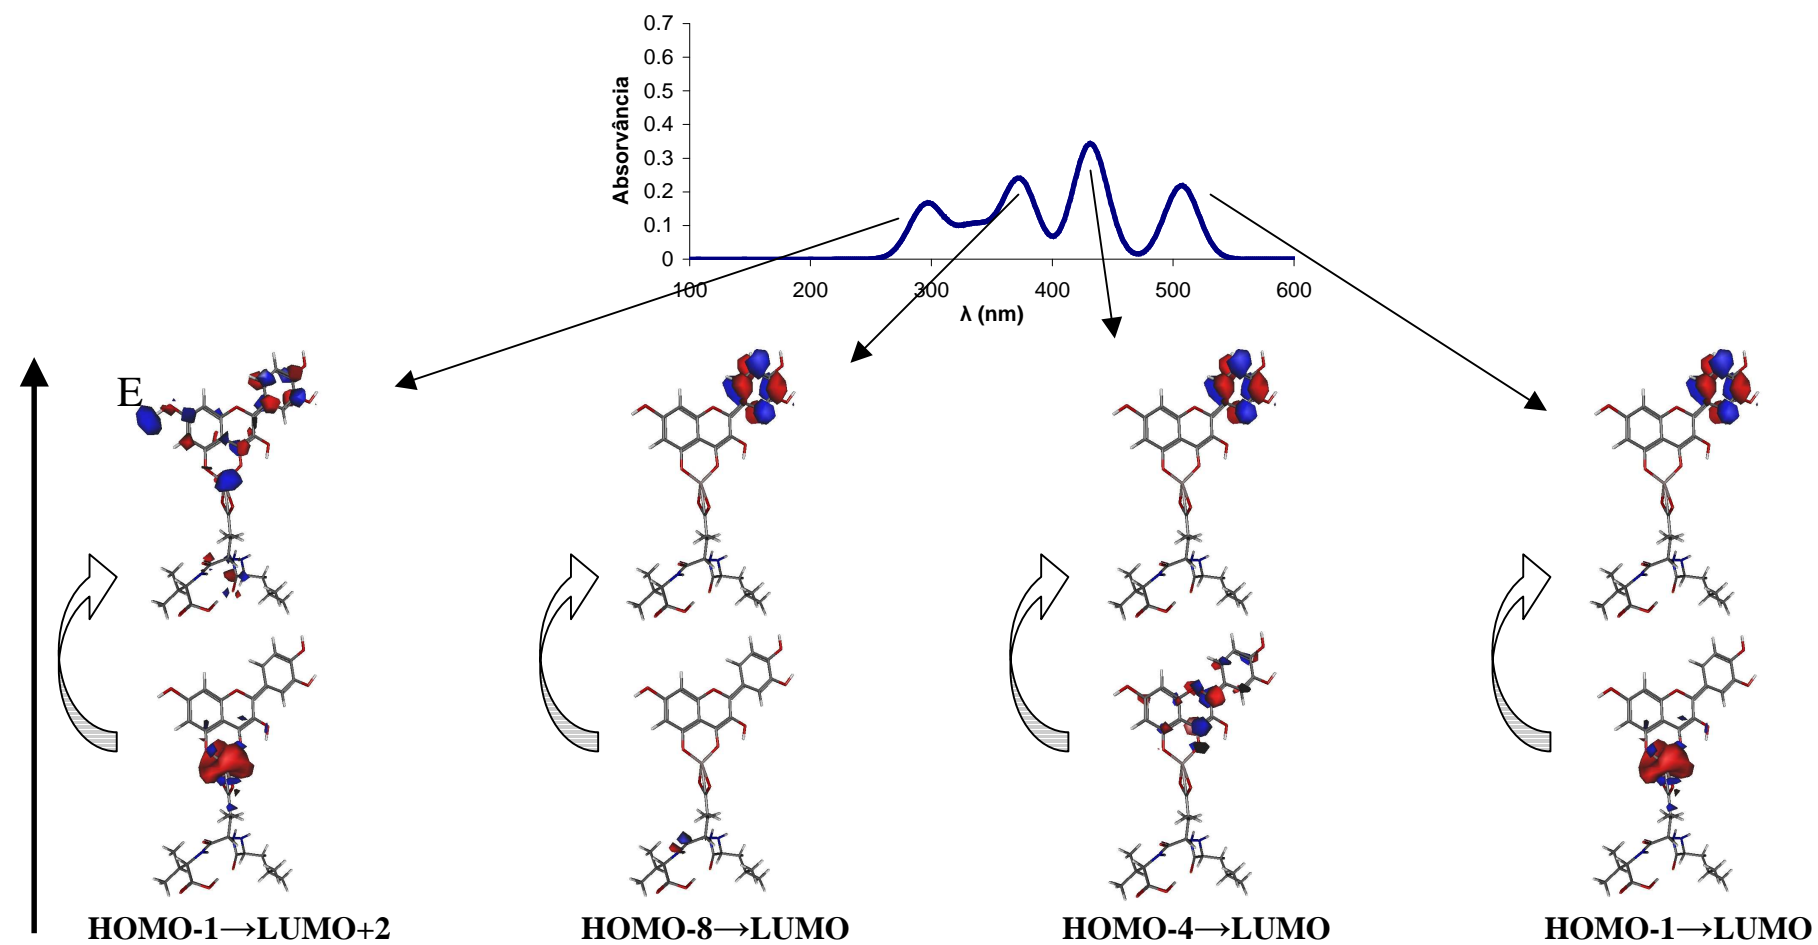 0.7
0.6
0.5
0.4
0.3
0.2
0.1
0
Absorvância
100 200 300 400 500 600
λ (nm)
E
HOMO-1→LUMO+2 HOMO-8→LUMO HOMO-4→LUMO HOMO-1→LUMO